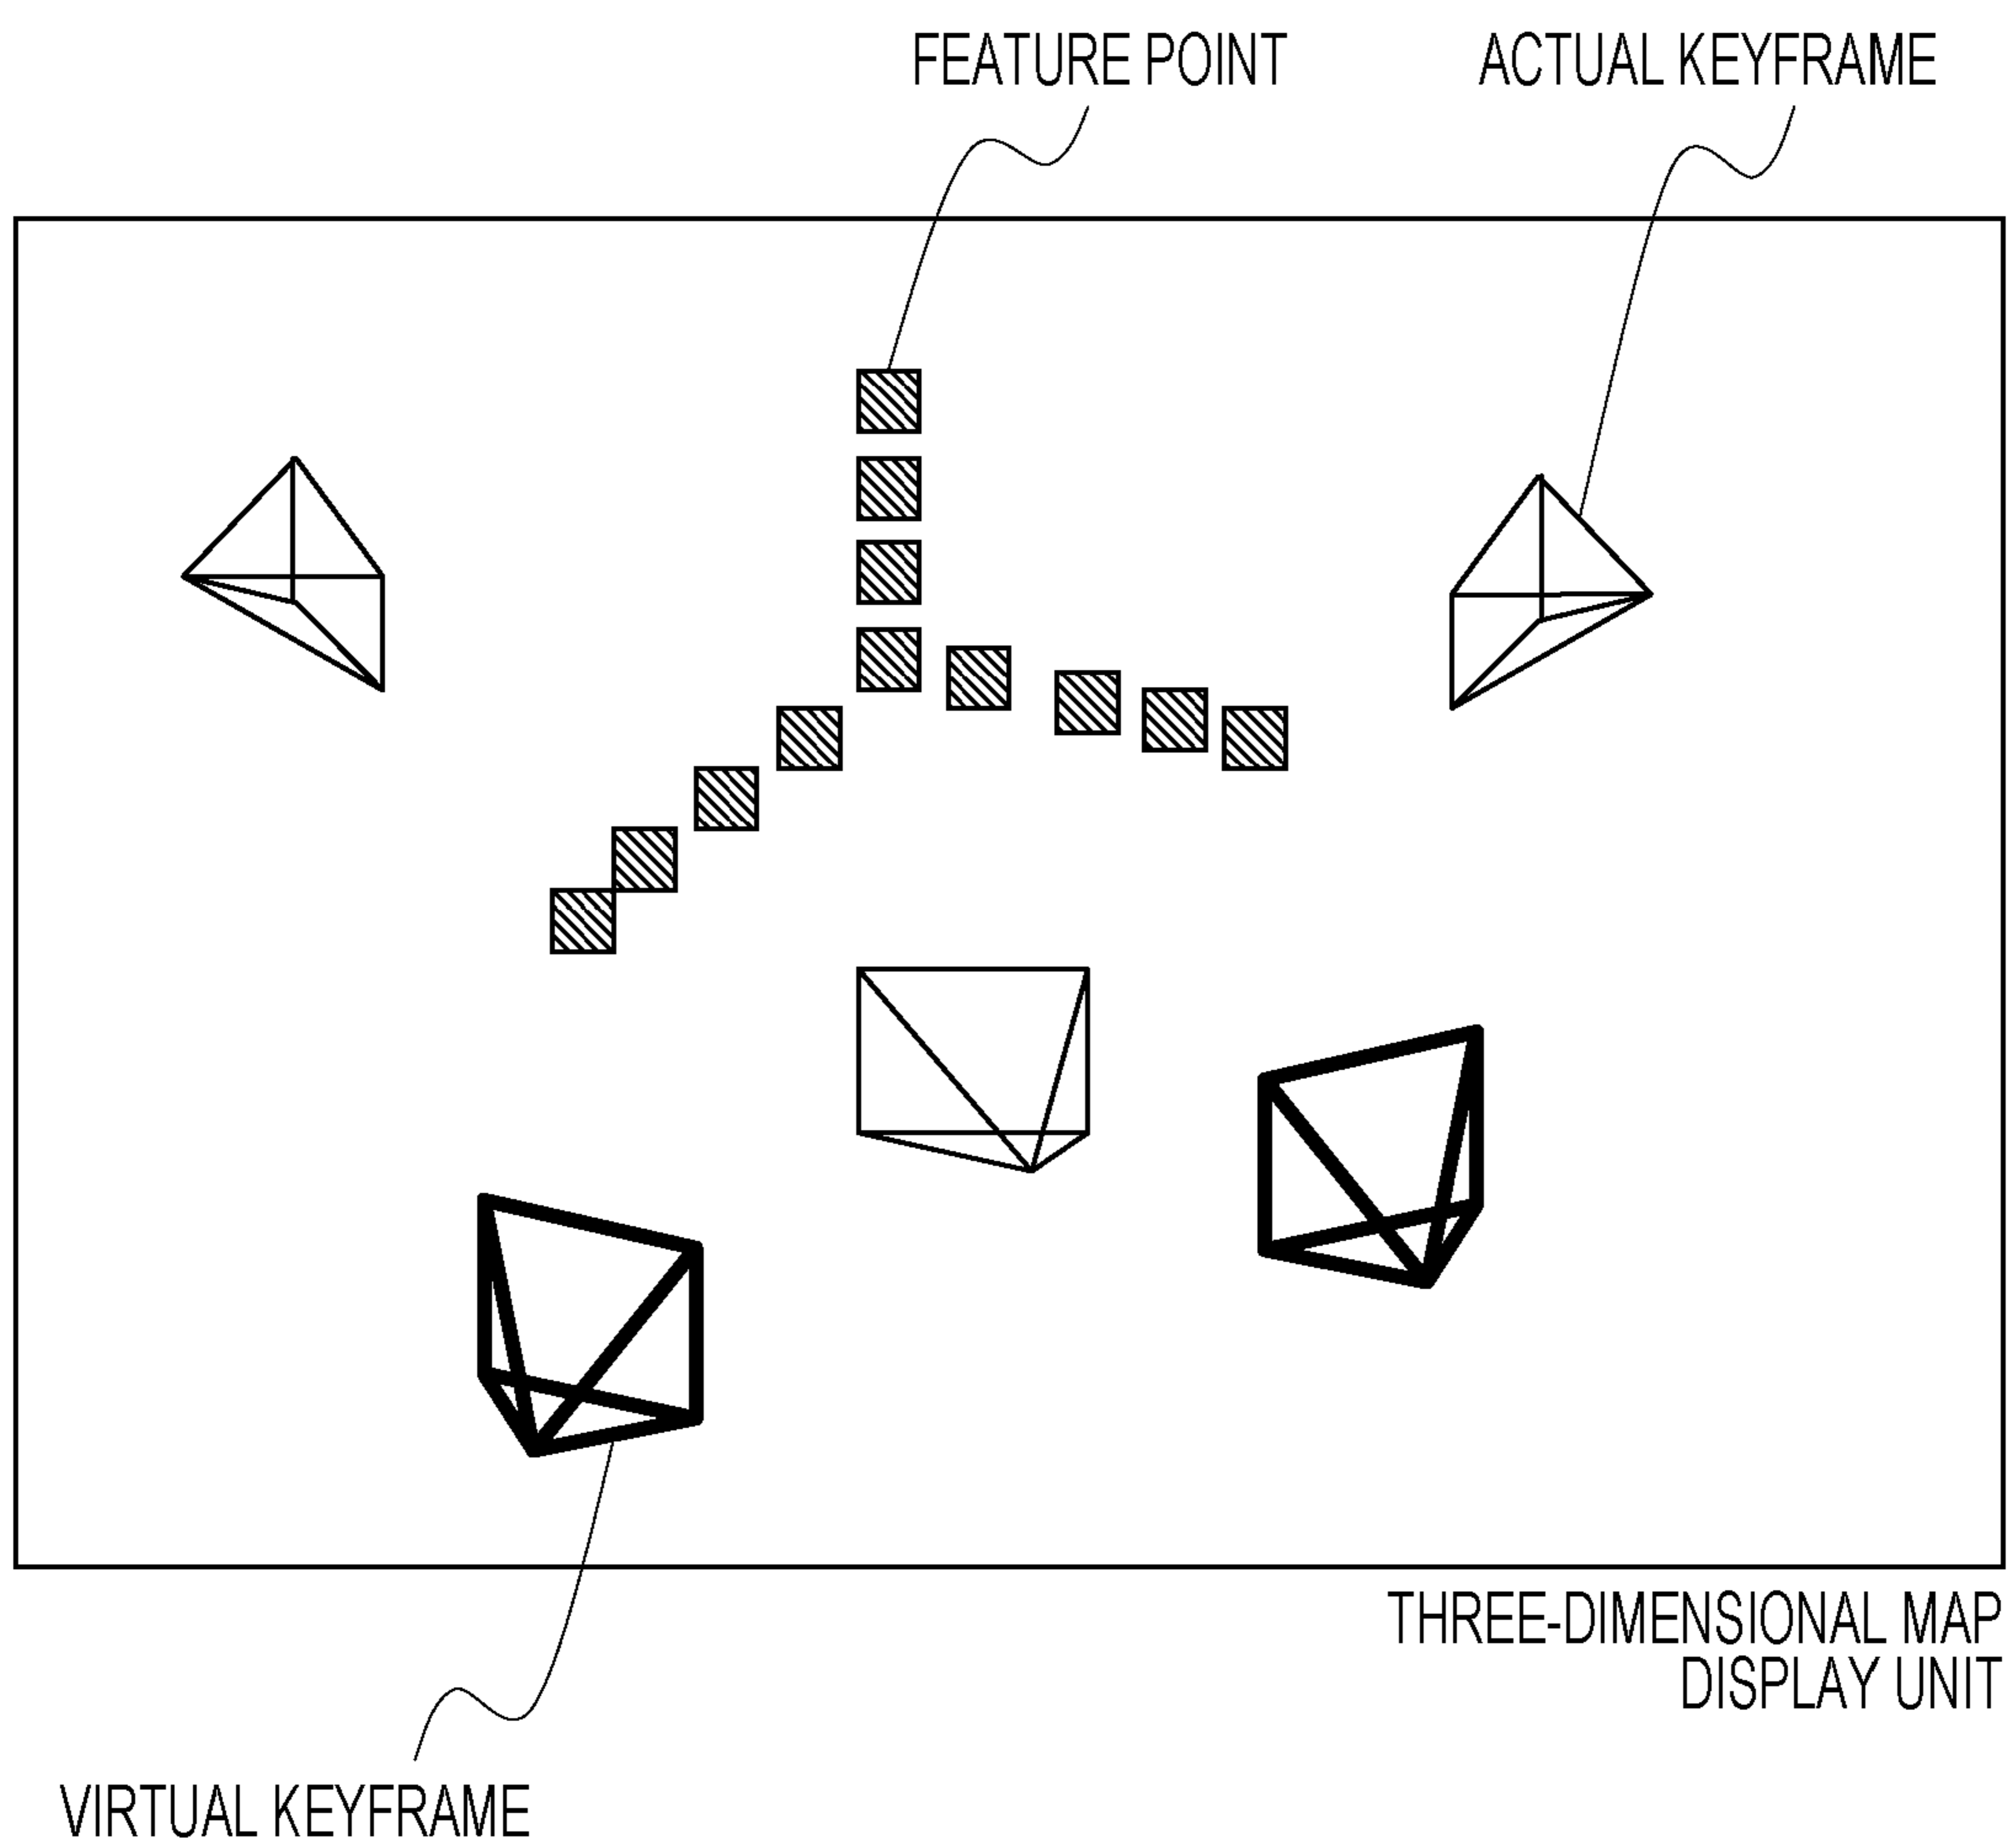 FEATURE POINT
ACTUAL KEYFRAME
THREE-DIMENSIONAL MAP
DISPLAY UNIT
VIRTUAL KEYFRAME